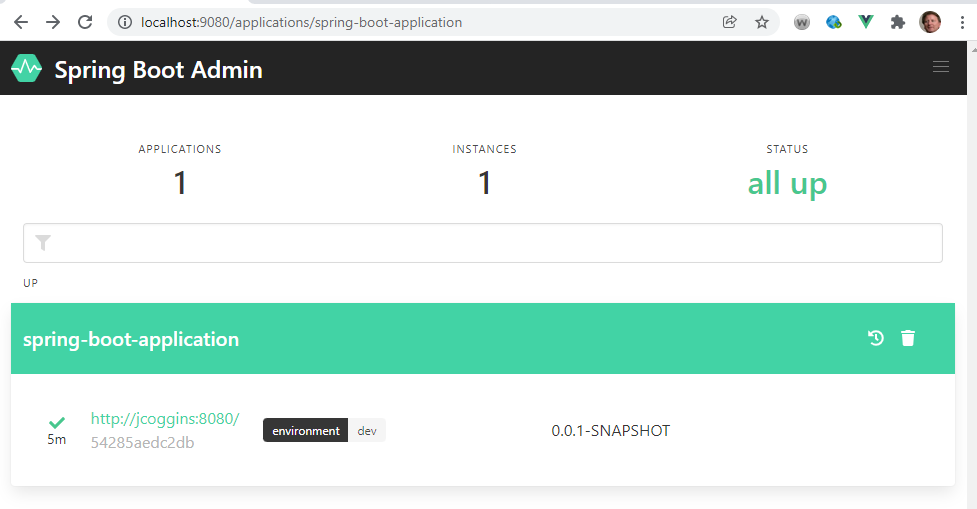 localhost:9080/applications/spring-boot-application
Spring Boot Admin
APPLICATIONS
1
INSTANCES
1
STATUS
all up
UP
spring-boot-application
5m
http://jcoggins:8080/
54285aedc2db
environment dev
0.0.1-SNAPSHOT